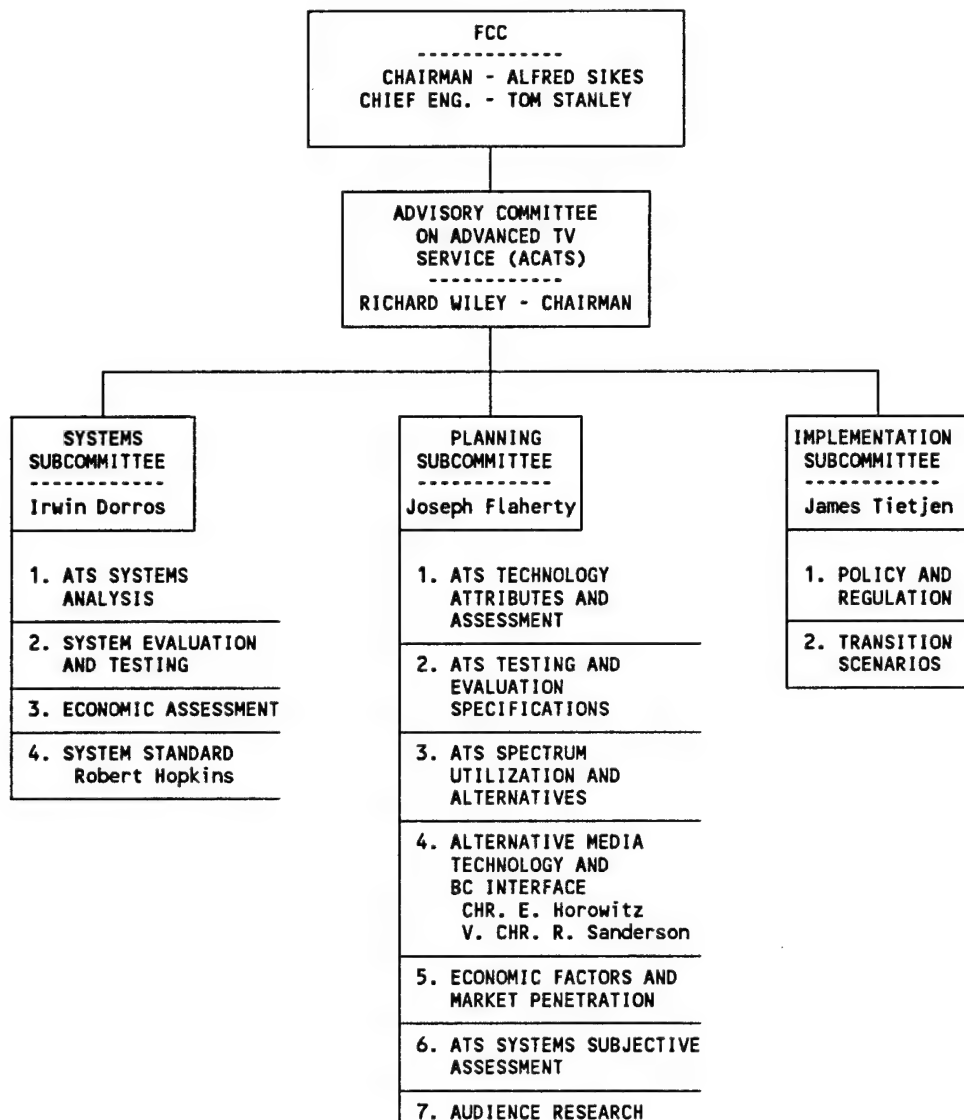 FCC
-------------
CHAIRMAN - ALFRED SIKES
CHIEF ENG. - TOM STANLEY
ADVISORY COMMITTEE
ON ADVANCED TV
SERVICE (ACATS)
------------
RICHARD WILEY - CHAIRMAN
SYSTEMS
SUBCOMMITTEE
------------
Irwin Dorros
1. ATS SYSTEMS
ANALYSIS
2. SYSTEM EVALUATION
AND TESTING
3. ECONOMIC ASSESSMENT
4. SYSTEM STANDARD
Robert Hopkins
PLANNING
SUBCOMMITTEE
------------
Joseph Flaherty
1. ATS TECHNOLOGY
ATTRIBUTES AND
ASSESSMENT
2. ATS TESTING AND
EVALUATION
SPECIFICATIONS
3. ATS SPECTRUM
UTILIZATION AND
ALTERNATIVES
4. ALTERNATIVE MEDIA
TECHNOLOGY AND
BC INTERFACE
CHR. E. Horowitz
V. CHR. R. Sanderson
5. ECONOMIC FACTORS AND
MARKET PENETRATION
6. ATS SYSTEMS SUBJECTIVE
ASSESSMENT
7. AUDIENCE RESEARCH
IMPLEMENTATION
SUBCOMMITTEE
------------
James Tietjen
1. POLICY AND
REGULATION
2. TRANSITION
SCENARIOS